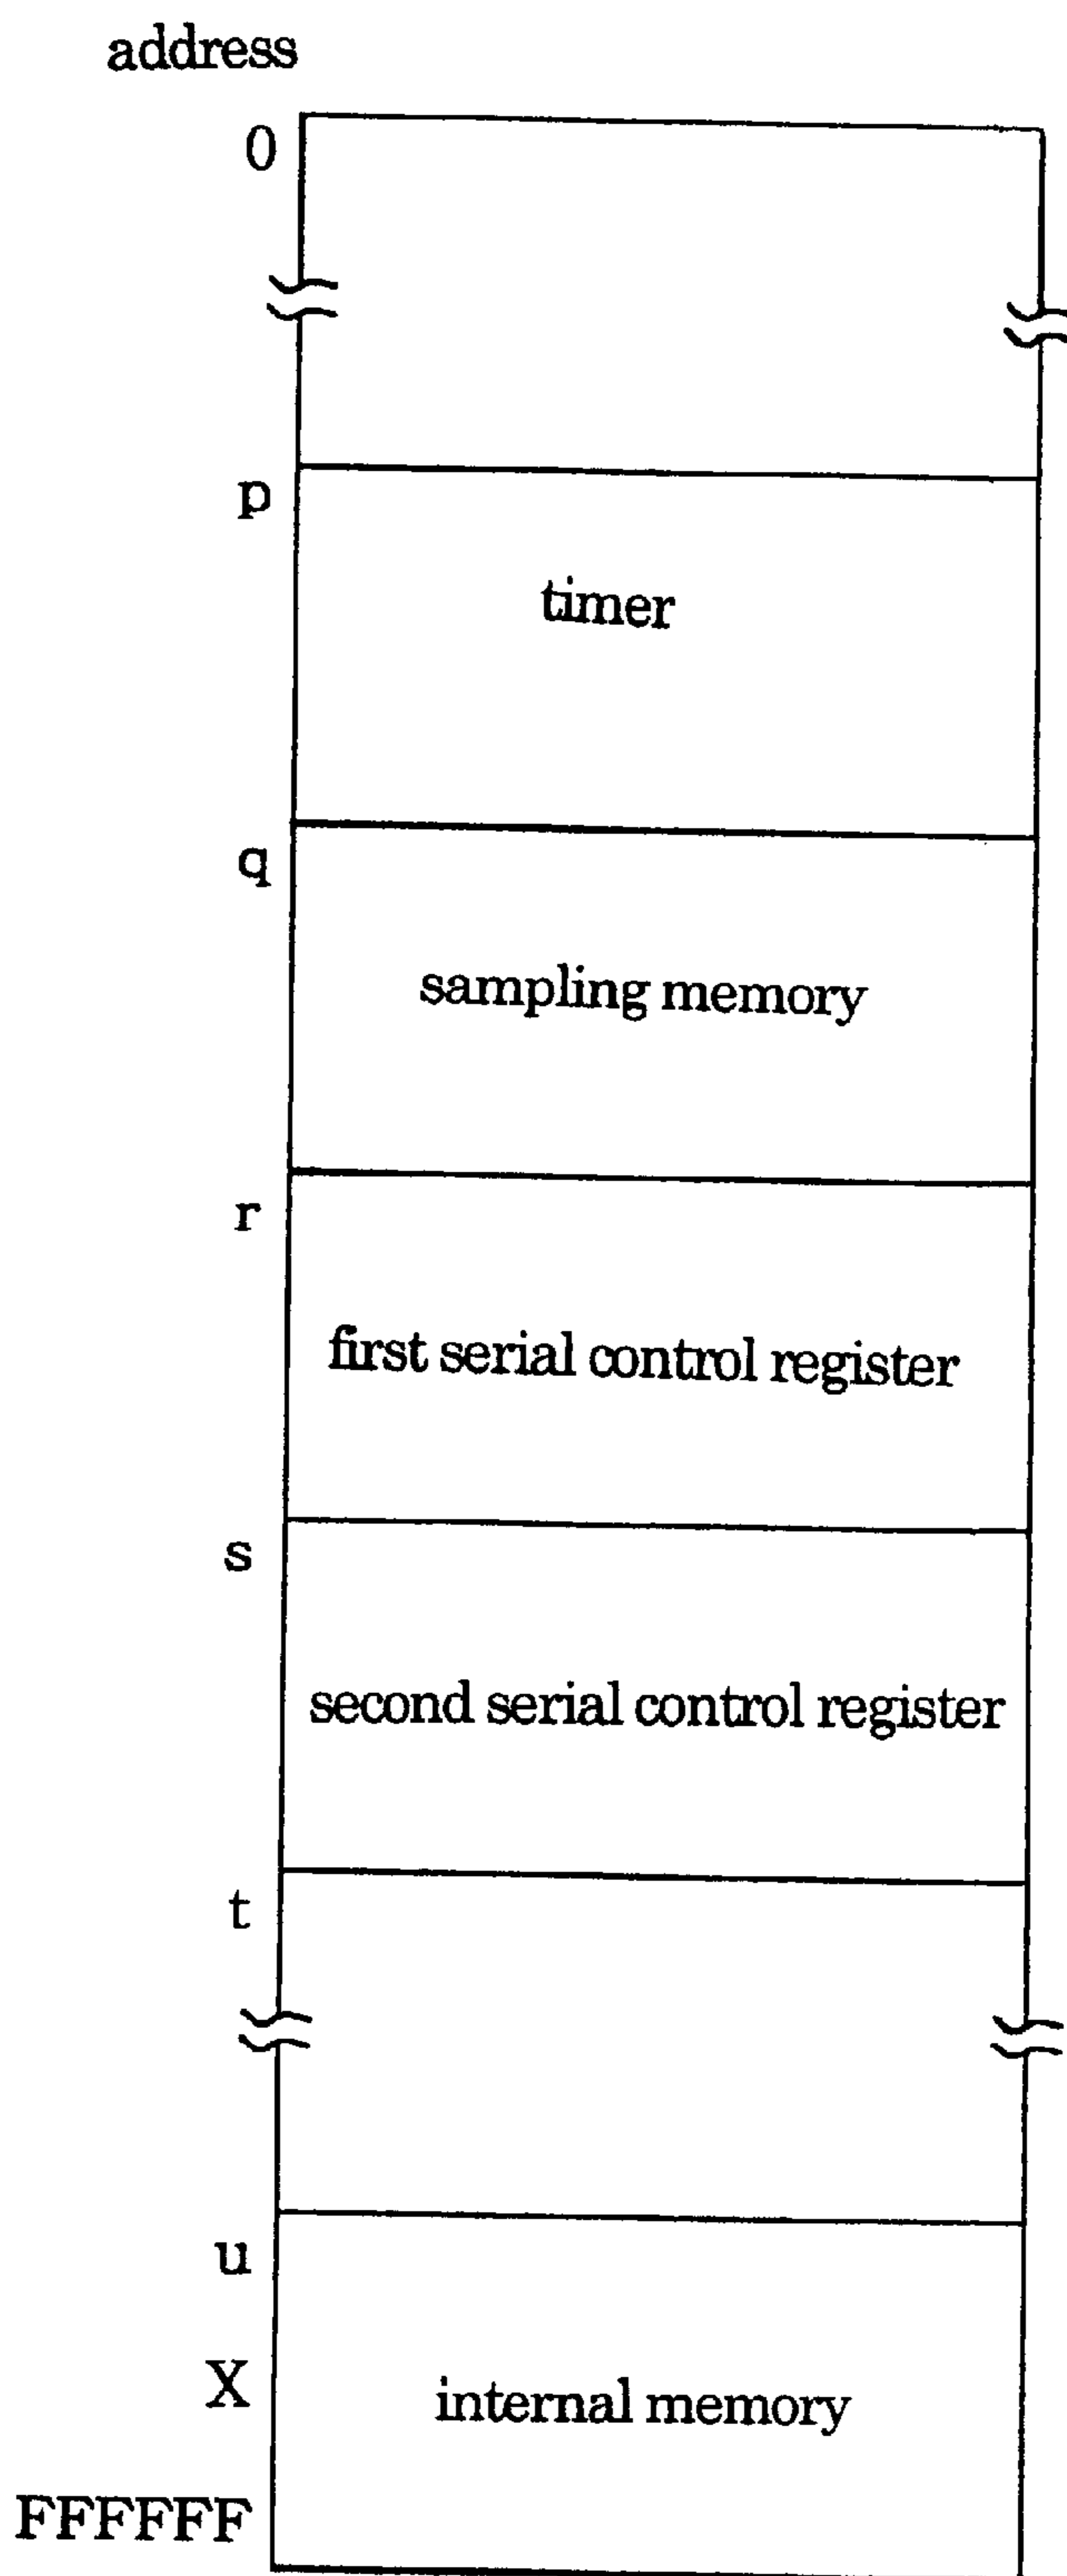 address
0
p
timer
q
sampling memory
r
first serial control register
s
second serial control register
t
u
X
internal memory
FFFFFF